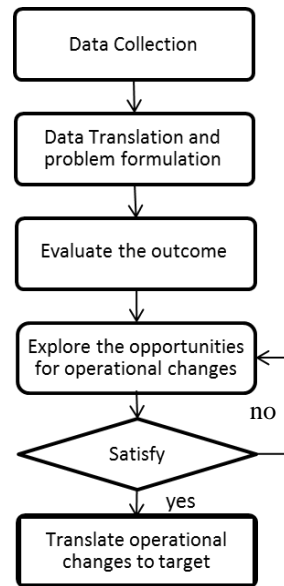 Data Collection
Data Translation and
problem formulation
Evaluate the outcome
Explore the opportunities
for operational changes
no
Satisfy
yes
Translate operational
changes to target